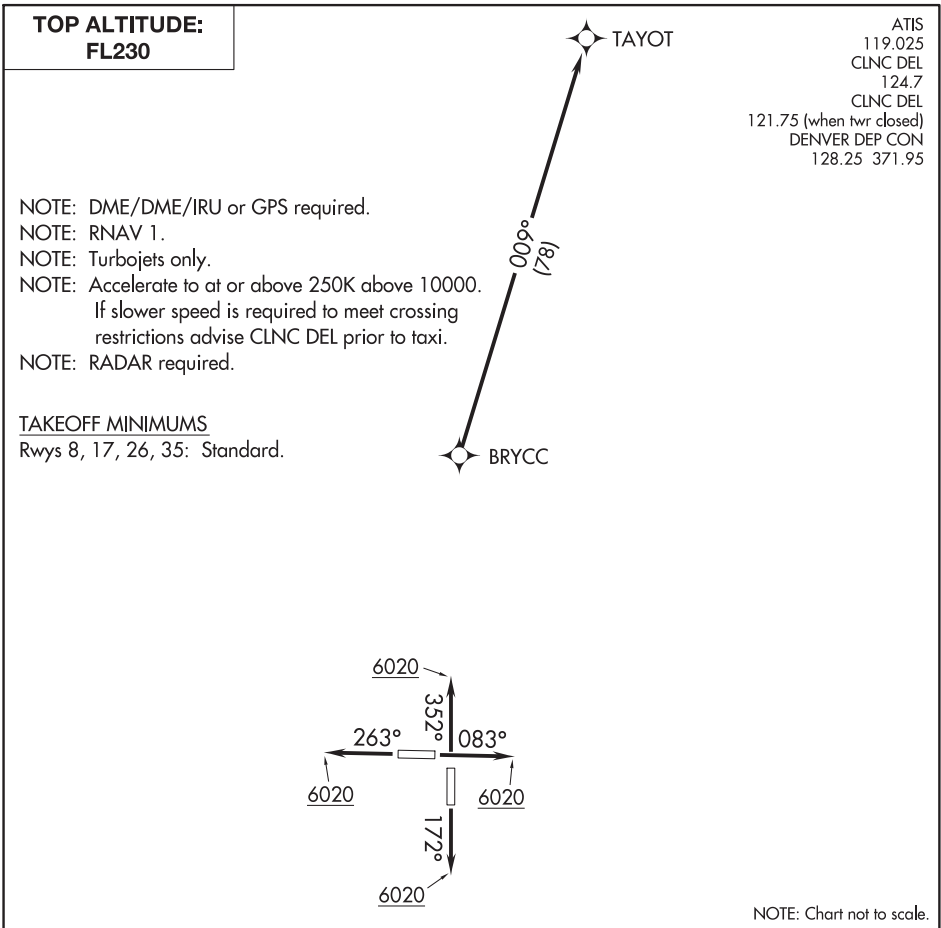 TOP ALTITUDE:
FL230
TAYOT
ATIS
119.025
CLNC DEL
124.7
CLNC DEL
121.75 (when twr closed)
DENVER DEP CON
128.25 371.95
NOTE: DME/DME/IRU or GPS required.
NOTE: RNAV 1.
NOTE: Turbojets only.
NOTE: Accelerate to at or above 250K above 10000.
If slower speed is required to meet crossing
restrictions advise CLNC DEL prior to taxi.
NOTE: RADAR required.
009°
(78)
TAKEOFF MINIMUMS
Rwys 8, 17, 26, 35: Standard.
BRYCC
6020
352°
263°
083°
6020
6020
172°
6020
NOTE: Chart not to scale.